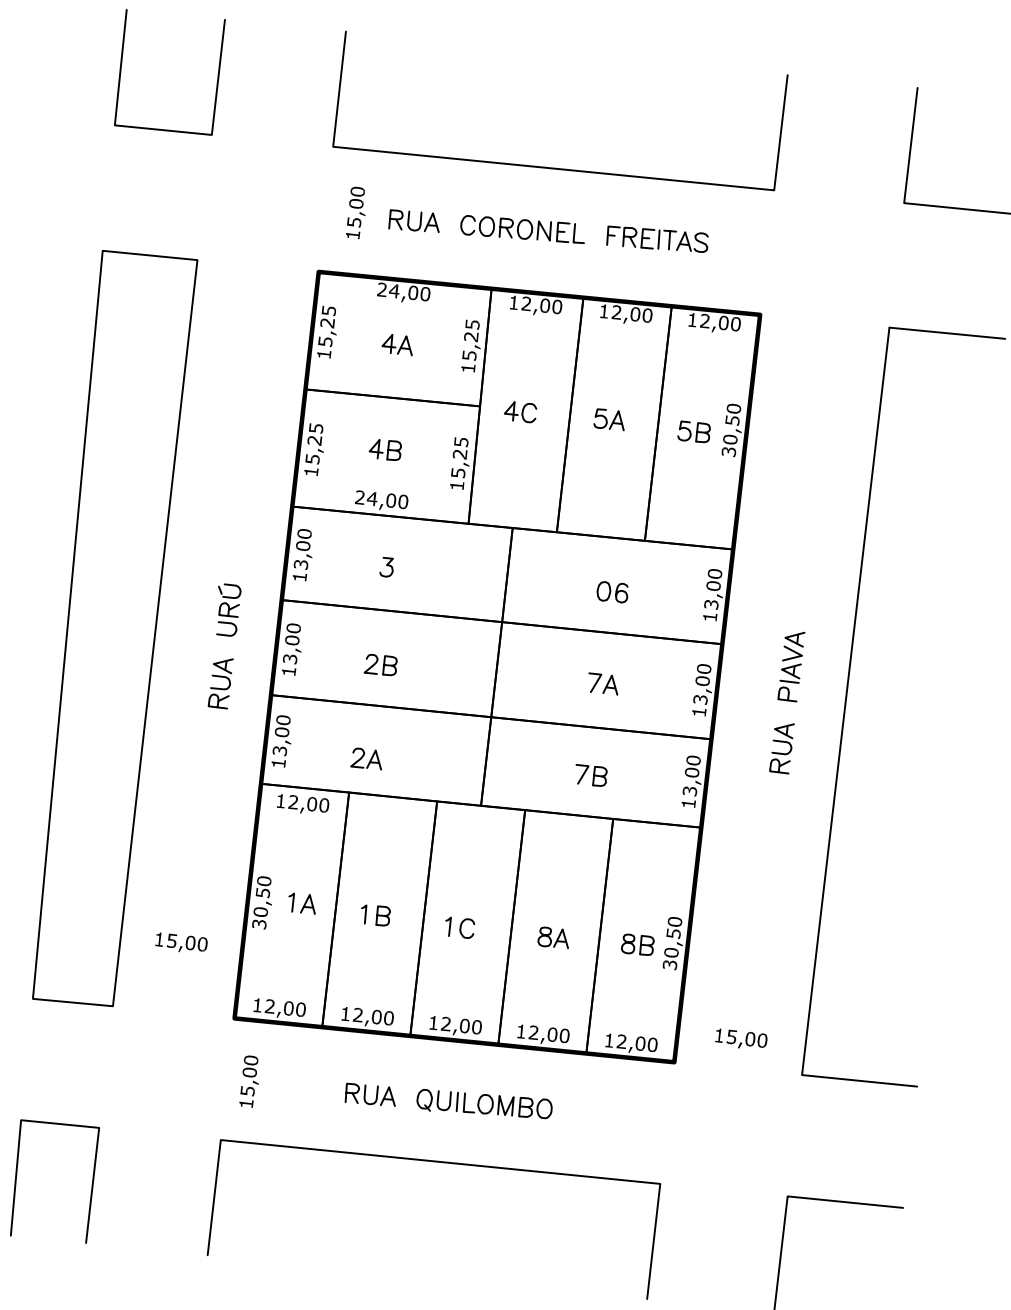 15,00
RUA CORONEL FREITAS
24,00
12,00
12,00
12,00
15,25
4A
15,25
4C
5A
5B
30,50
15,25
4B
15,25
24,00
13,00
3
06
13,00
RUA URÚ
13,00
2B
7A
13,00
RUA PIAVA
13,00
2A
7B
13,00
12,00
30,50
1A
1B
1C
8A
8B
30,50
15,00
12,00
12,00
12,00
12,00
12,00
15,00
15,00
RUA QUILOMBO